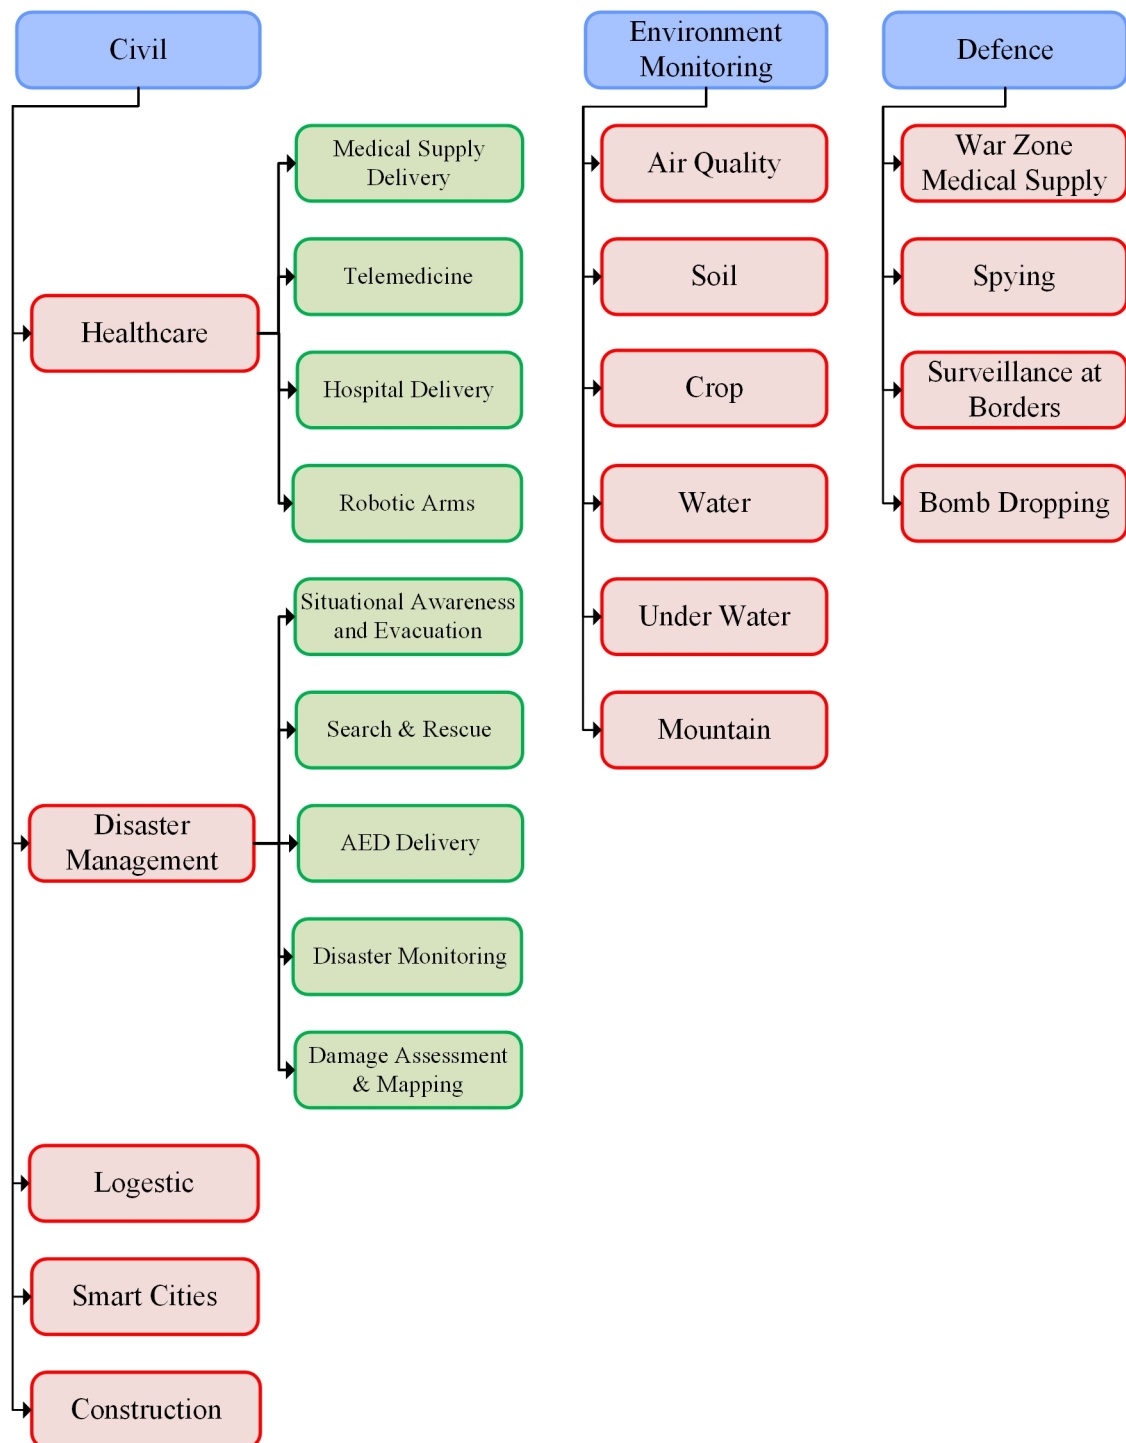 Civil
Healthcare
Medical Supply
Delivery
Telemedicine
Hospital Delivery
Robotic Arms
Disaster
Management
Situational Awareness
and Evacuation
Search & Rescue
AED Delivery
Disaster Monitoring
Damage Assessment
& Mapping
Logestic
Smart Cities
Construction
Environment
Monitoring
Air Quality
Soil
Crop
Water
Under Water
Mountain
Defence
War Zone
Medical Supply
Spying
Surveillance at
Borders
Bomb Dropping